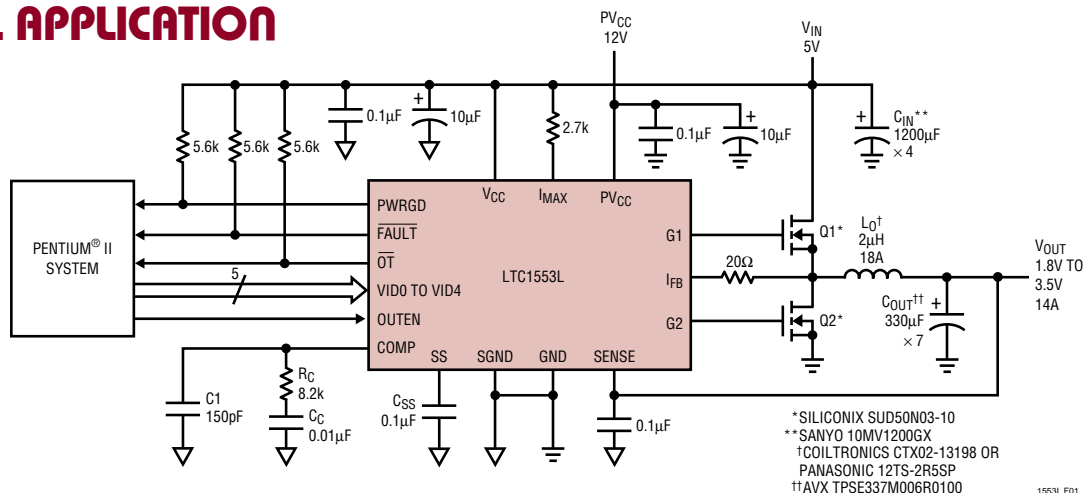 L APPLICATION
PVCC
12V
VIN
5V
0.1µF
+
10µF
2.7k
0.1µF
+
10µF
+
CIN**
1200µF
× 4
5.6k
5.6k
5.6k
PENTIUM® II
SYSTEM
5
PWRGD
FAULT
OT
VID0 TO VID4
OUTEN
COMP
VCC
IMAX
PVCC
LTC1553L
G1
IFB
G2
SS
SGND
GND
SENSE
Q1*
20Ω
Q2*
LO†
2µH
18A
COUT††
+
330µF
× 7
VOUT
1.8V TO
3.5V
14A
C1
150pF
RC
8.2k
CC
0.01µF
CSS
0.1µF
0.1µF
*SILICONIX SUD50N03-10
**SANYO 10MV1200GX
†COILTRONICS CTX02-13198 OR
PANASONIC 12TS-2R5SP
††AVX TPSE337M006R0100
1553L F01